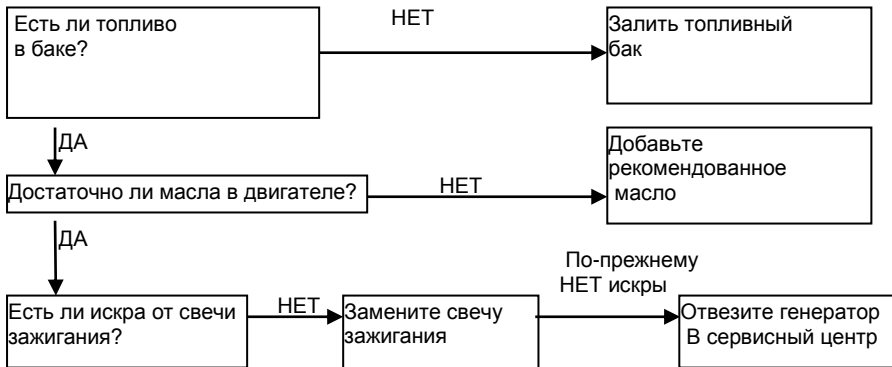 Есть ли топливо
в баке?
НЕТ
Залить топливный
бак
ДА
Достаточно ли масла в двигателе?
НЕТ
Добавьте
рекомендованное
масло
ДА
Есть ли искра от свечи
зажигания?
НЕТ
Замените свечу
зажигания
По-прежнему
НЕТ искры
Отвезите генератор
В сервисный центр